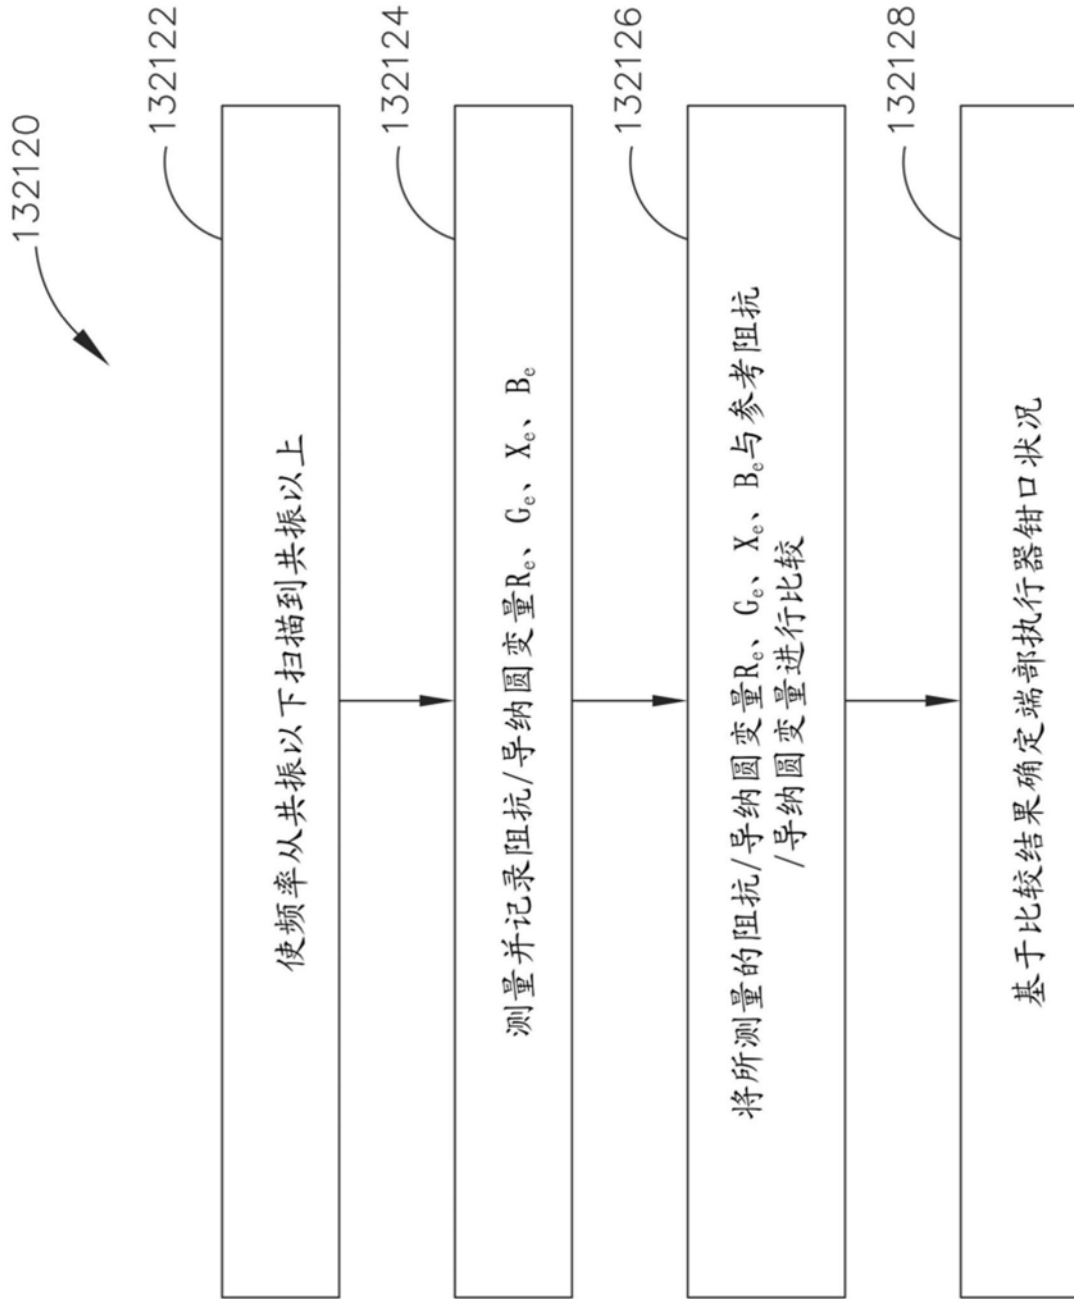 132120
132122
使频率从共振以下扫描到共振以上
132124
测量并记录阻抗/导纳圆变量Re、Ge、Xe、Be
132126
将所测量的阻抗/导纳圆变量Re、Ge、Xe、Be与参考阻抗
/导纳圆变量进行比较
132128
基于比较结果确定端部执行器钳口状况